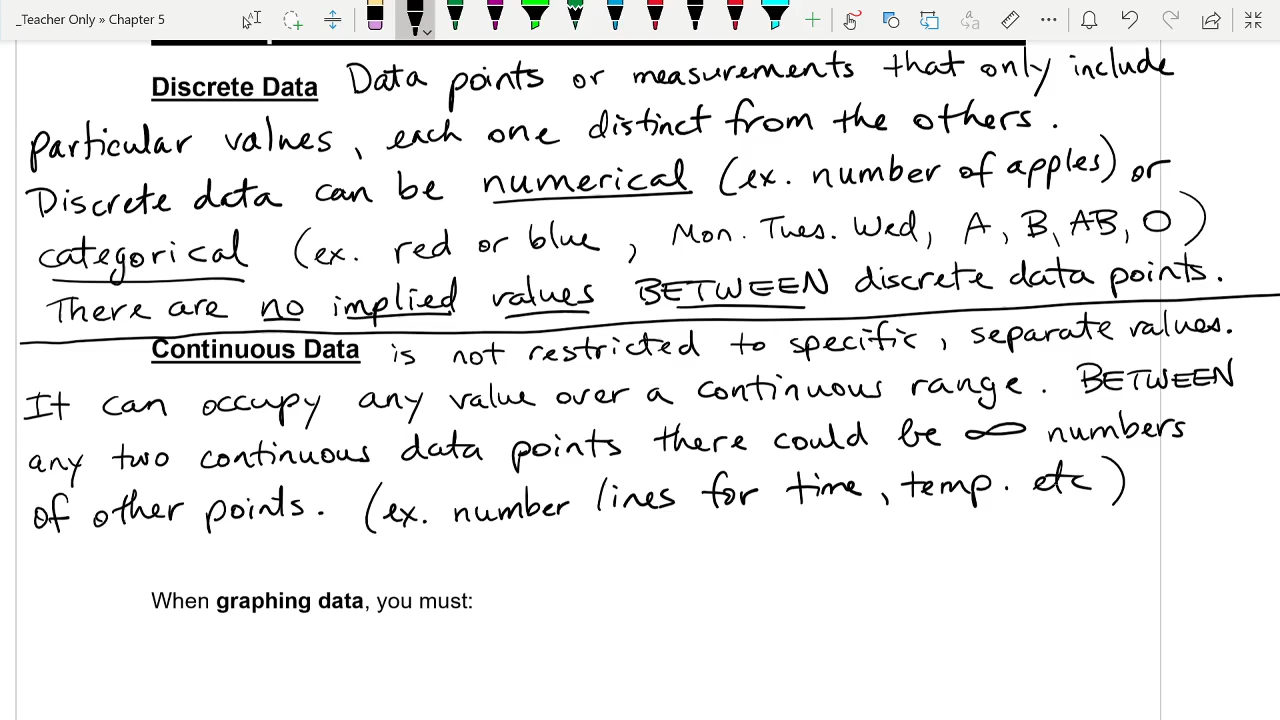 _Teacher Only » Chapter 5
Discrete Data Data points or measurements that only include
particular values, each one distinct from the others.
Discrete data can be numerical (ex. number of apples) or
categorical (ex. red or blue, Mon. Tues. Wed, A, B, AB, O)
There are no implied values BETWEEN discrete data points.
Continuous Data is not restricted to specific, separate values.
It can occupy any value over a continuous range. BETWEEN
any two continuous data points there could be ∞ numbers
of other points. (ex. number lines for time, temp. etc)
When graphing data, you must: